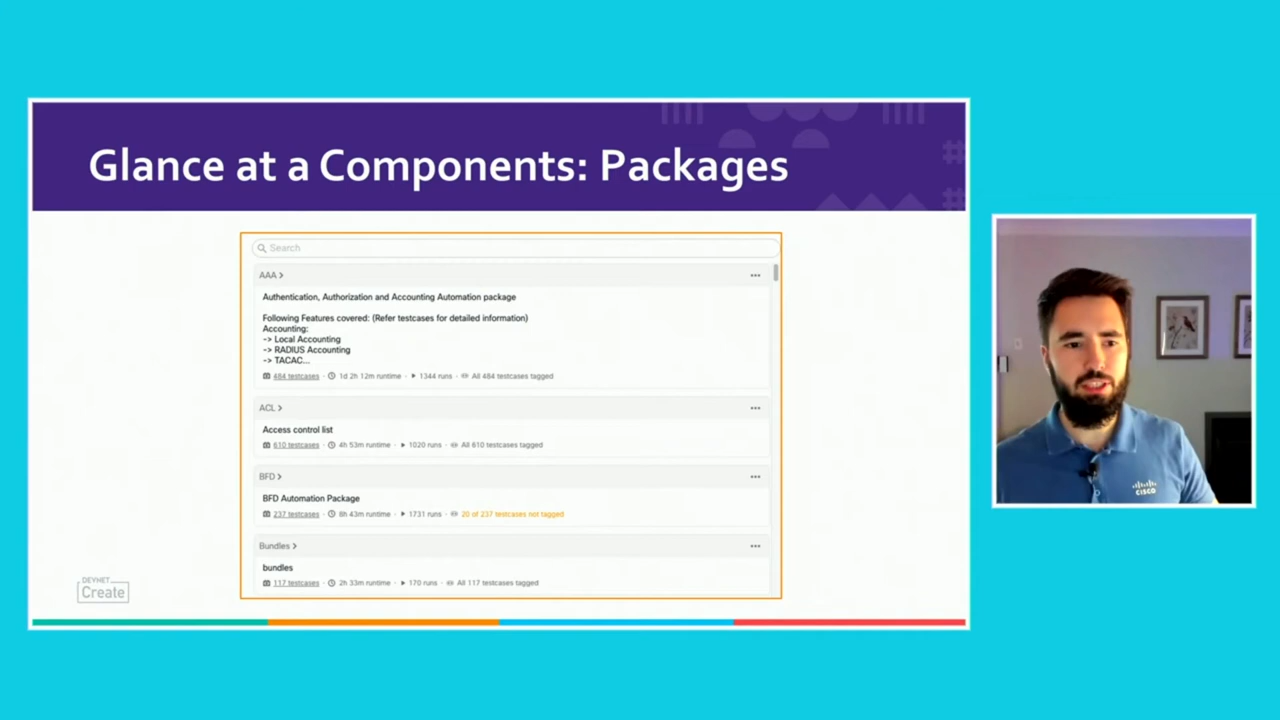 Glance at a Components: Packages
Search
AAA >
Authentication, Authorization and Accounting Automation package
Following Features covered: (Refer testcases for detailed information)
Accounting:
-> Local Accounting
-> RADIUS Accounting
-> TACAC...
484 testcases · 1d 2h 12m runtime · 1344 runs · All 484 testcases tagged
ACL >
Access control list
610 testcases · 4h 53m runtime · 1020 runs · All 610 testcases tagged
BFD >
BFD Automation Package
237 testcases · 8h 43m runtime · 1731 runs · 20 of 237 testcases not tagged
Bundles >
bundles
117 testcases · 2h 33m runtime · 170 runs · All 117 testcases tagged
DEVNET
Create
CISCO